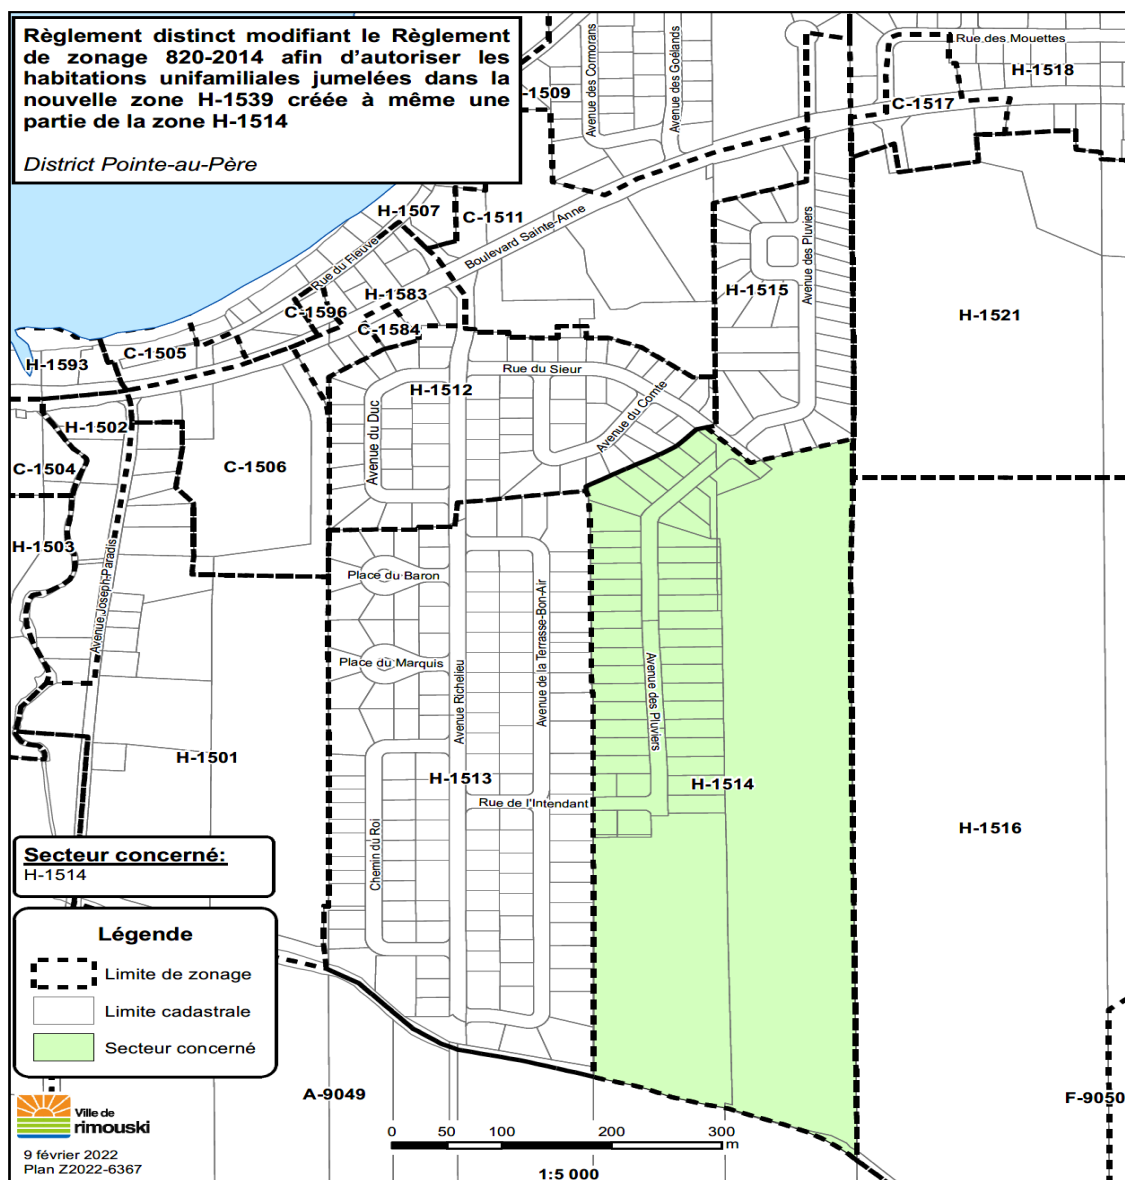 Règlement distinct modifiant le Règlement
de zonage 820-2014 afin d'autoriser les
habitations unifamiliales jumelées dans la
nouvelle zone H-1539 créée à même une
partie de la zone H-1514
District Pointe-au-Père
-1509
Avenue des Cormorans
Avenue des Goélands
Rue des Mouettes
H-1518
C-1517
H-1507
C-1511
Boulevard Sainte-Anne
Rue du Fleuve
Avenue des Pluviers
H-1515
H-1521
H-1583
C-1596
C-1584
C-1505
H-1593
H-1512
Rue du Sieur
Avenue du Comte
Avenue du Duc
H-1502
C-1504
C-1506
H-1503
Avenue Joseph-Paradis
Place du Baron
Place du Marquis
Avenue Richelieu
Avenue de la Terrasse-Bon-Air
Avenue des Pluviers
H-1501
H-1513
H-1514
Rue de l'Intendant
Chemin du Roi
H-1516
Secteur concerné:
H-1514
Légende
Limite de zonage
Limite cadastrale
Secteur concerné
A-9049
F-9050
Ville de
rimouski
9 février 2022
Plan Z2022-6367
0 50 100 200 300
m
1:5 000